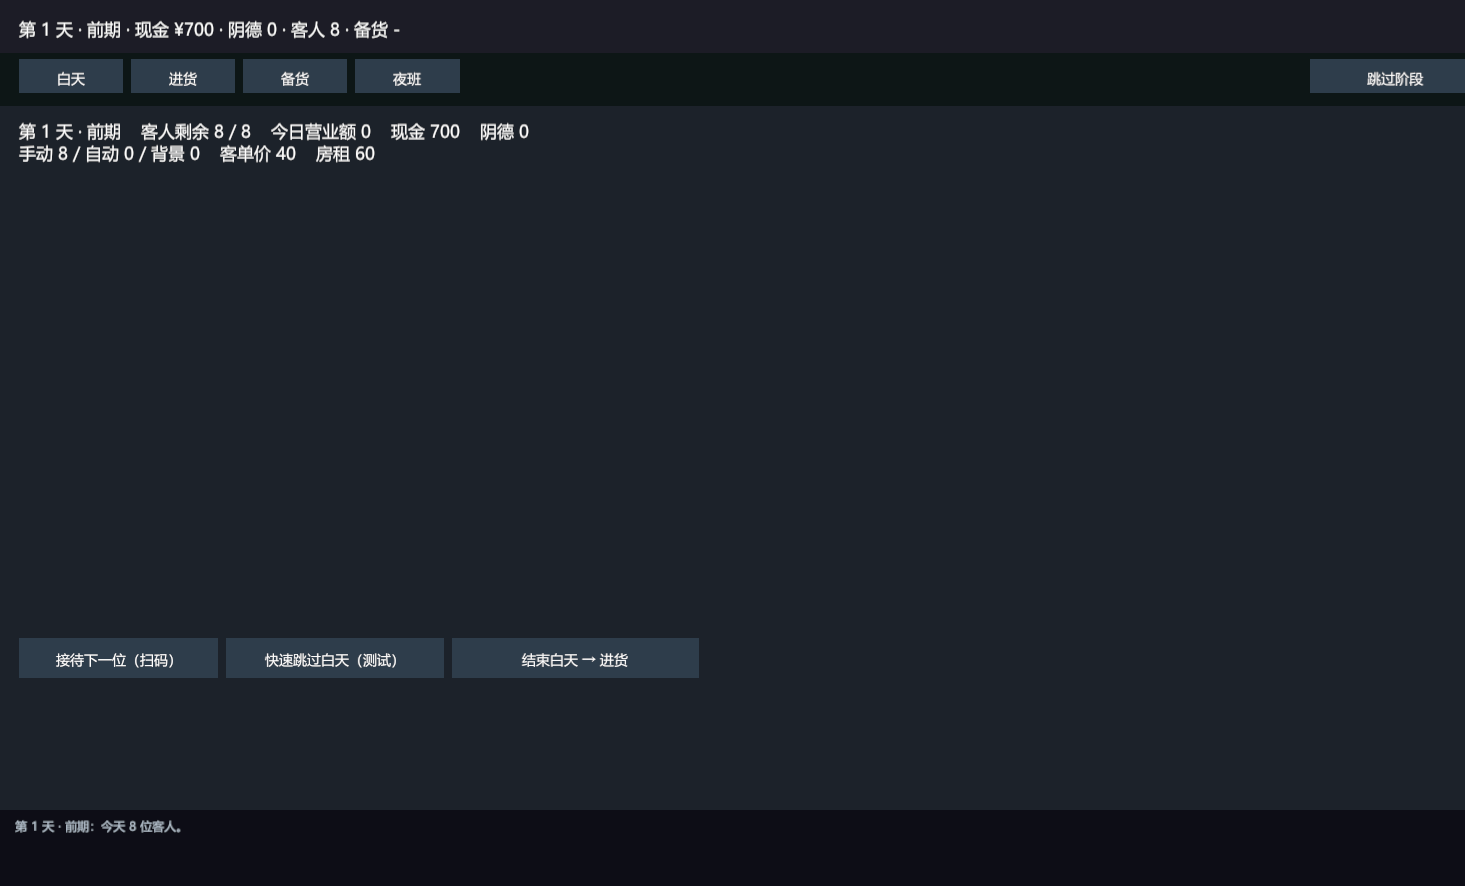 第 1 天 · 前期 · 现金 ¥700 · 阴德 0 · 客人 8 · 备货 -
白天 进货 备货 夜班 跳过阶段
第 1 天 · 前期 客人剩余 8 / 8 今日营业额 0 现金 700 阴德 0
手动 8 / 自动 0 / 背景 0 客单价 40 房租 60
接待下一位（扫码） 快速跳过白天（测试） 结束白天 → 进货
第 1 天 · 前期：今天 8 位客人。